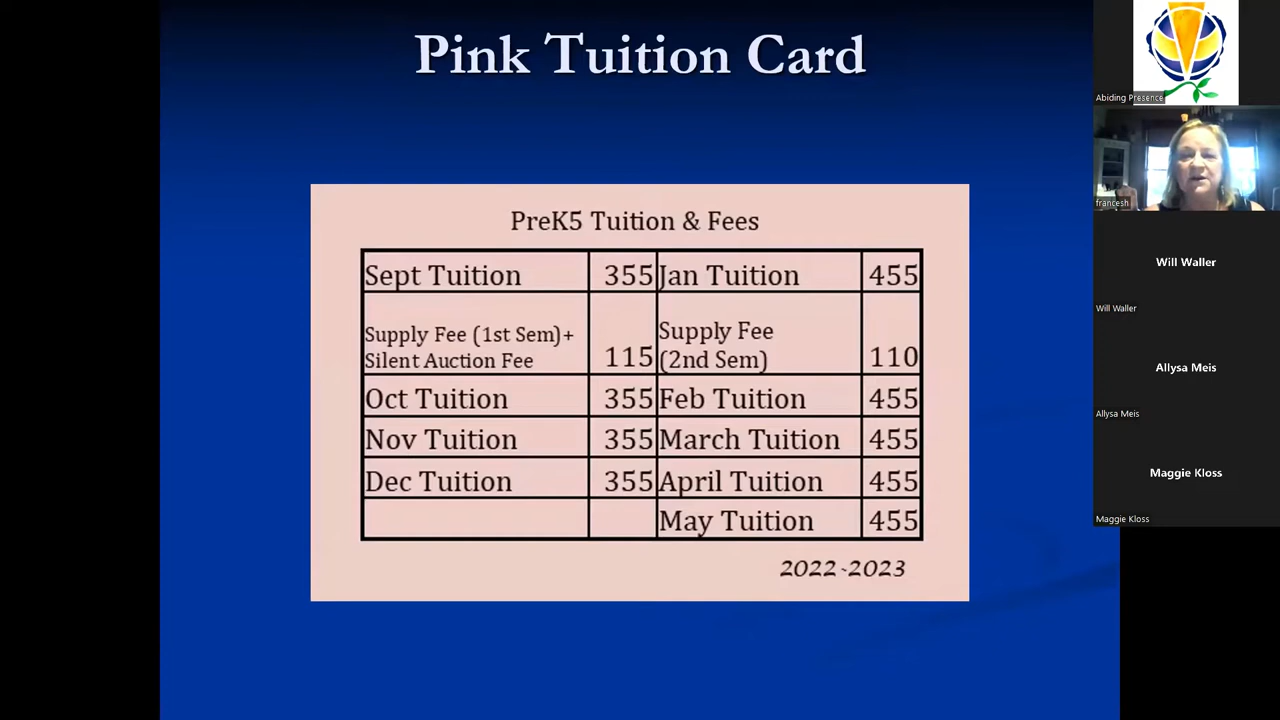 Pink Tuition Card
PreK5 Tuition & Fees
Sept Tuition 355 Jan Tuition 455
Supply Fee (1st Sem)+
Silent Auction Fee 115
Supply Fee
(2nd Sem) 110
Oct Tuition 355 Feb Tuition 455
Nov Tuition 355 March Tuition 455
Dec Tuition 355 April Tuition 455
May Tuition 455
2022-2023
Abiding Presence
francesh
Will Waller
Will Waller
Allysa Meis
Allysa Meis
Maggie Kloss
Maggie Kloss